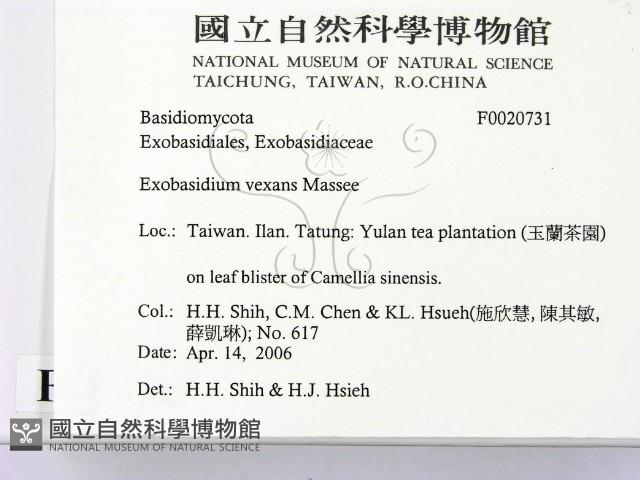 國立自然科學博物館
NATIONAL MUSEUM OF NATURAL SCIENCE
TAICHUNG, TAIWAN, R.O.CHINA
Basidiomycota F0020731
Exobasidiales, Exobasidiaceae
Exobasidium vexans Massee
Loc.: Taiwan. Ilan. Tatung: Yulan tea plantation (玉蘭茶園)
on leaf blister of Camellia sinensis.
Col.: H.H. Shih, C.M. Chen & KL. Hsueh(施欣慧, 陳其敏,
薛凱琳); No. 617
Date: Apr. 14, 2006
Det.: H.H. Shih & H.J. Hsieh
國立自然科學博物館
NATIONAL MUSEUM OF NATURAL SCIENCE